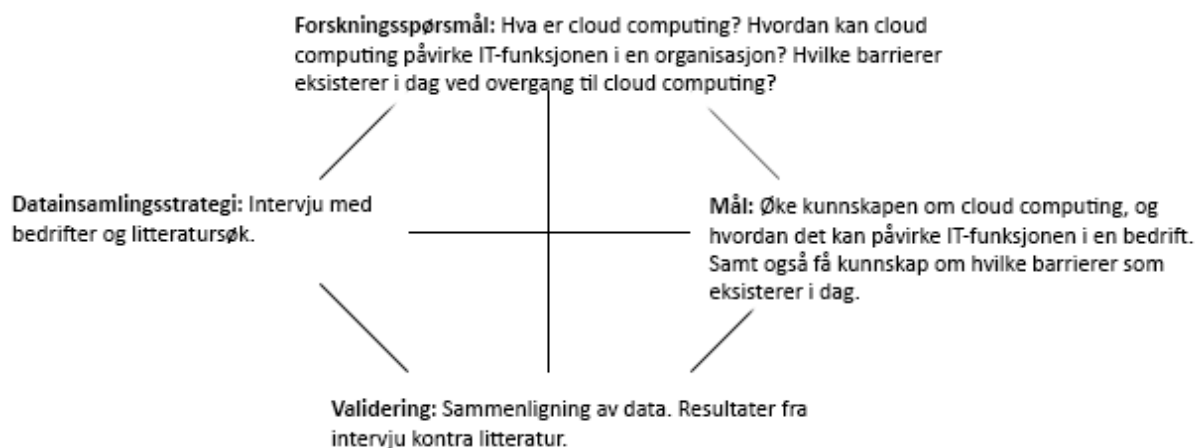 Forskningsspørsmål: Hva er cloud computing? Hvordan kan cloud
computing påvirke IT-funksjonen i en organisasjon? Hvilke barrierer
eksisterer i dag ved overgang til cloud computing?
Datainsamlingsstrategi: Intervju med
bedrifter og litteratursøk.
Mål: Øke kunnskapen om cloud computing, og
hvordan det kan påvirke IT-funksjonen i en bedrift.
Samt også få kunnskap om hvilke barrierer som
eksisterer i dag.
Validering: Sammenligning av data. Resultater fra
intervju kontra litteratur.